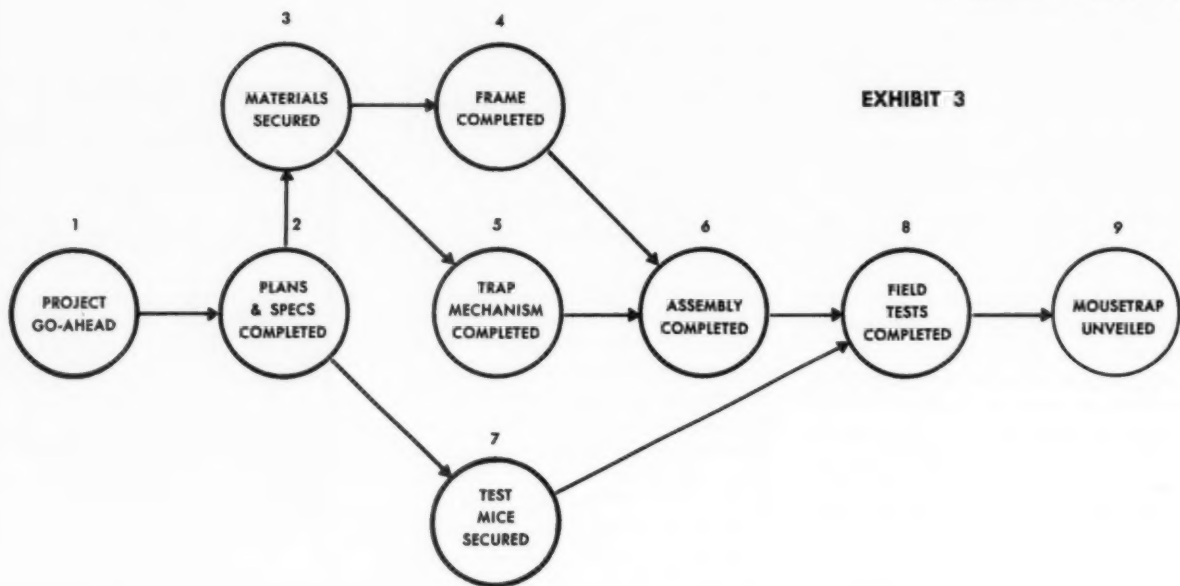 3
4
MATERIALS
SECURED
FRAME
COMPLETED
EXHIBIT 3
1
2
5
6
8
9
PROJECT
GO-AHEAD
PLANS
& SPECS
COMPLETED
TRAP
MECHANISM
COMPLETED
ASSEMBLY
COMPLETED
FIELD
TESTS
COMPLETED
MOUSETRAP
UNVEILED
7
TEST
MICE
SECURED